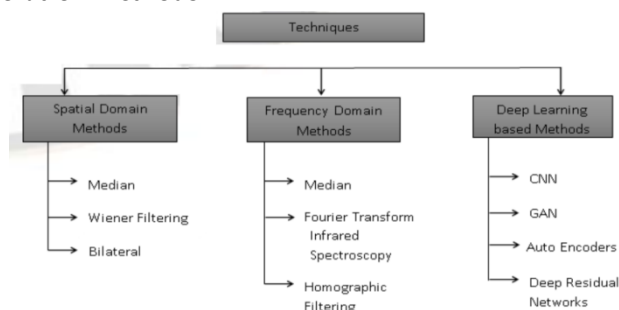 Techniques
Spatial Domain
Methods
Median
Wiener Filtering
Bilateral
Frequency Domain
Methods
Median
Fourier Transform
Infrared
Spectroscopy
Homographic
Filtering
Deep Learning
based Methods
CNN
GAN
Auto Encoders
Deep Residual
Networks